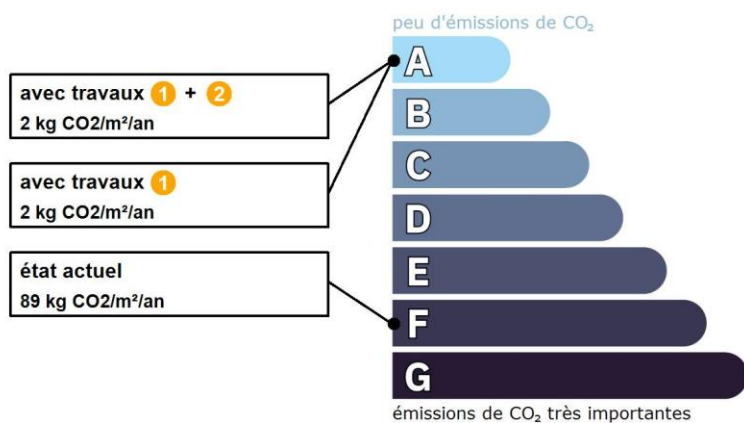 peu d'émissions de CO₂
avec travaux 1 + 2
2 kg CO2/m²/an
avec travaux 1
2 kg CO2/m²/an
état actuel
89 kg CO2/m²/an
A
B
C
D
E
F
G
émissions de CO₂ très importantes